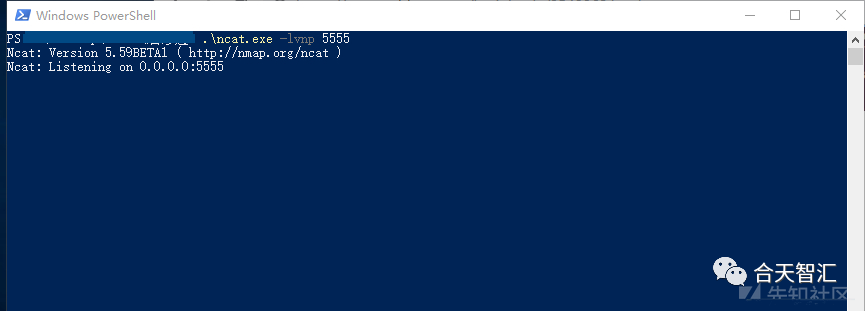 Windows PowerShell
PS .\ncat.exe -lvnp 5555
Ncat: Version 5.59BETA1 ( http://nmap.org/ncat )
Ncat: Listening on 0.0.0.0:5555
合天智汇
先知社区